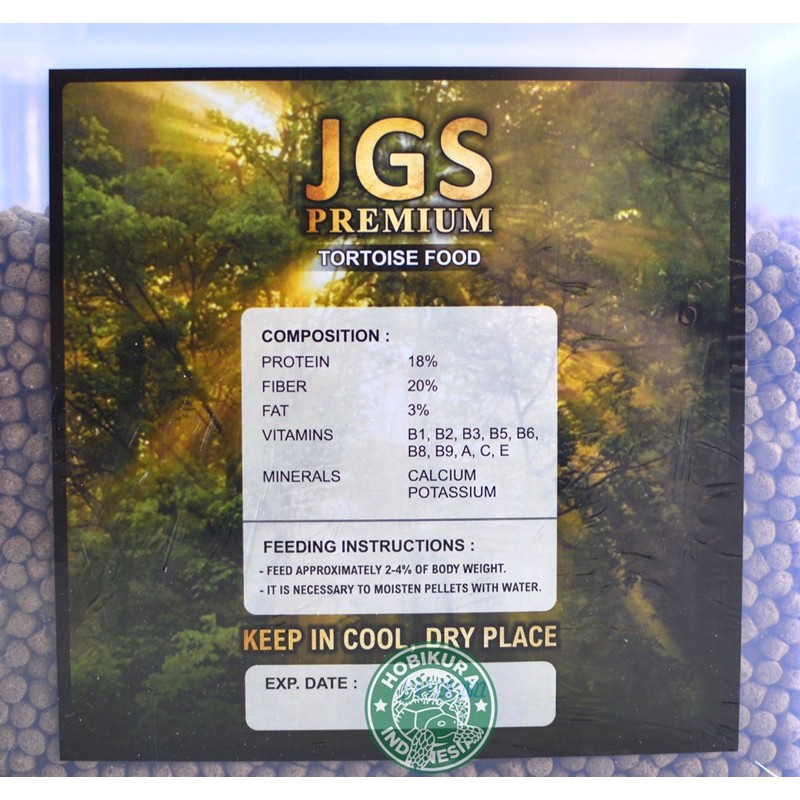 JGS
PREMIUM
TORTOISE FOOD
COMPOSITION :
PROTEIN 18%
FIBER 20%
FAT 3%
VITAMINS B1, B2, B3, B5, B6,
B8, B9, A, C, E
MINERALS CALCIUM
POTASSIUM
FEEDING INSTRUCTIONS :
- FEED APPROXIMATELY 2-4% OF BODY WEIGHT.
- IT IS NECESSARY TO MOISTEN PELLETS WITH WATER.
KEEP IN COOL, DRY PLACE
EXP. DATE :
HOBIKURA
INDONESIA